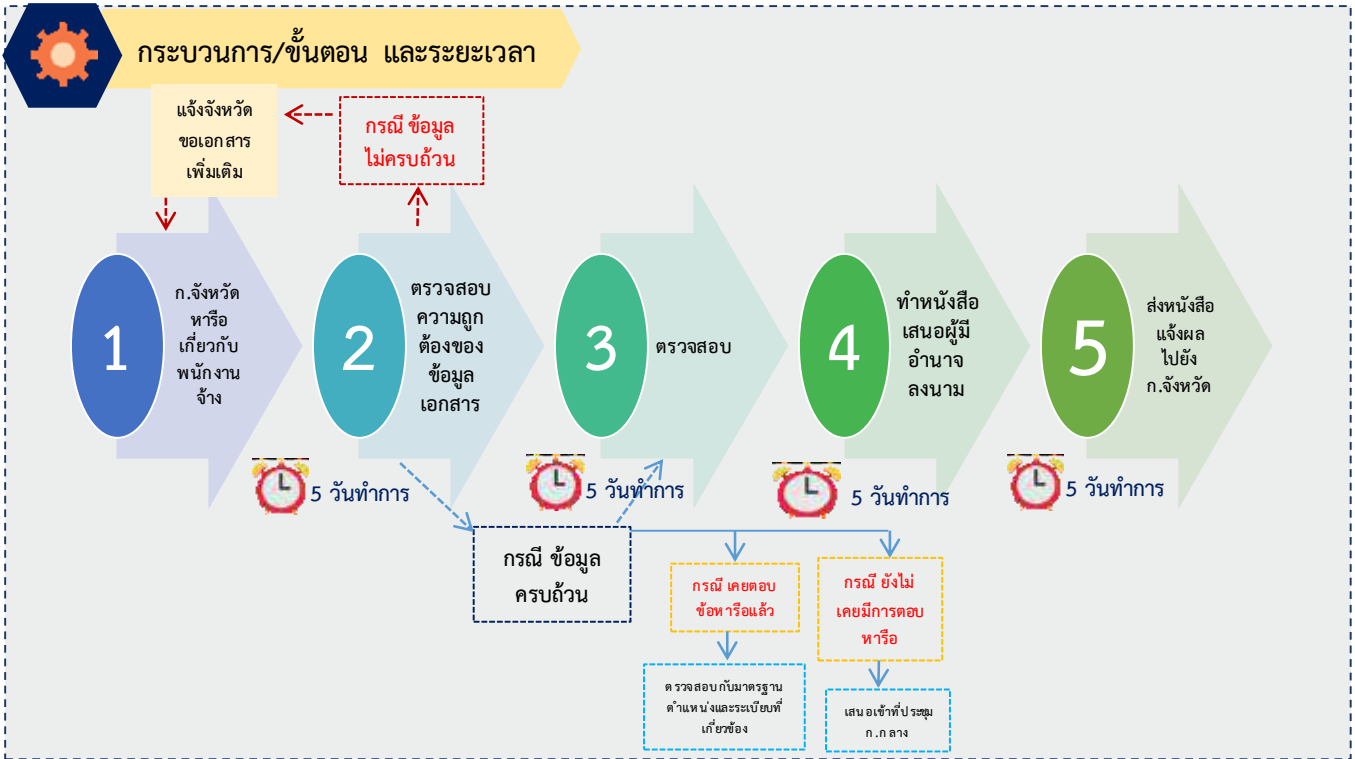 กระบวนการ/ขั้นตอน และระยะเวลา
แจ้งจังหวัด
ขอเอกสาร
เพิ่มเติม
กรณี ข้อมูล
ไม่ครบถ้วน
1
ก.จังหวัด
หารือ
เกี่ยวกับ
พนักงาน
จ้าง
2
ตรวจสอบ
ความถูก
ต้องของ
ข้อมูล
เอกสาร
3
ตรวจสอบ
4
ทำหนังสือ
เสนอผู้มี
อำนาจ
ลงนาม
5
ส่งหนังสือ
แจ้งผล
ไปยัง
ก.จังหวัด
5 วันทำการ
5 วันทำการ
5 วันทำการ
5 วันทำการ
กรณี ข้อมูล
ครบถ้วน
กรณี เคยตอบ
ข้อหารือแล้ว
กรณี ยังไม่
เคยมีการตอบ
หารือ
ตรวจสอบกับมาตรฐาน
ตำแหน่งและระเบียบที่
เกี่ยวข้อง
เสนอเข้าที่ประชุม
ก.กลาง